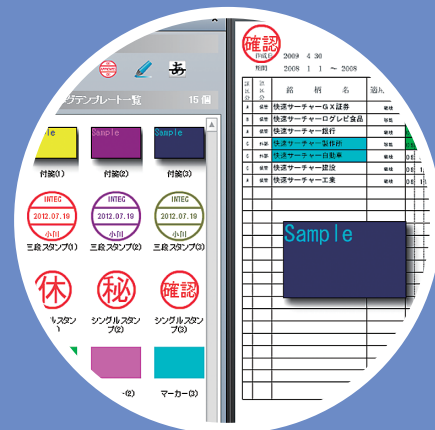 あ
グテンプレート一覧 15 個
Sample
Sample
付箋(1) 付箋(2) 付箋(3)
INTEC INTEC INTEC
2012.07.19 2012.07.19 2012.07.19
小川 小川 小川
三段スタンプ(1) 三段スタンプ(2) 三段スタンプ(3)
休 秘 確認
ルスタン シングルスタンプ(2) シングルスタンプ(3)
(2) マーカー(3)
確認
作成日 2009 4 30
期間 2008 1 1 ～ 2008
銘 柄 名
快速サーチャーGX証券
快速サーチャーログレビ食品
快速サーチャー銀行
快速サーチャー製作所
快速サーチャー自動車
快速サーチャー建設
快速サーチャー工業
Sample